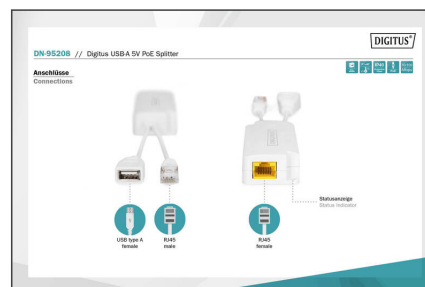 DIGITUS®
DN-95208 // Digitus USB-A 5V PoE Splitter
Anschlüsse
Connections
IP40
Statusanzeige
Status Indicator
USB type A
female
RJ45
male
RJ45
female